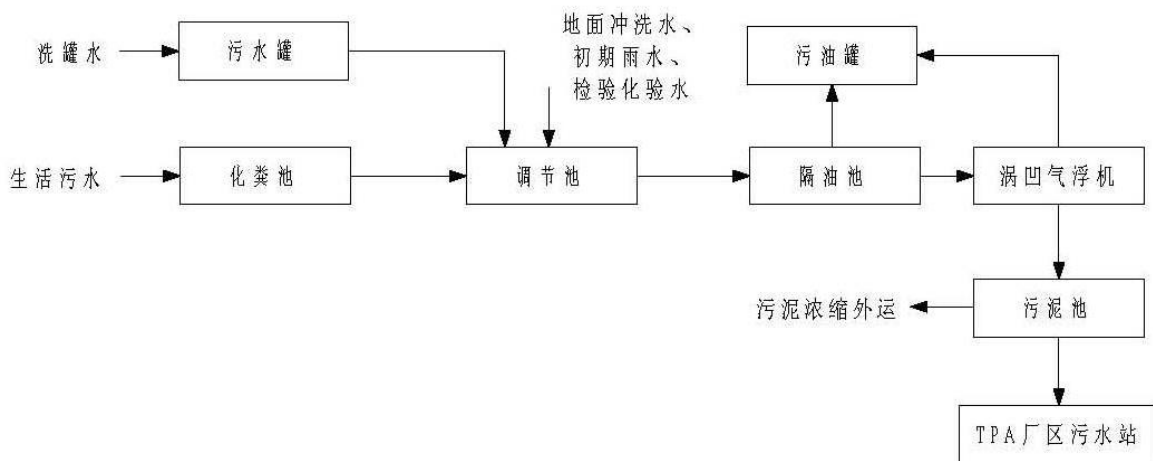 洗罐水
污水罐
地面冲洗水、
初期雨水、
检验化验水
污油罐
生活污水
化粪池
调节池
隔油池
涡凹气浮机
污泥浓缩外运
污泥池
TPA厂区污水站